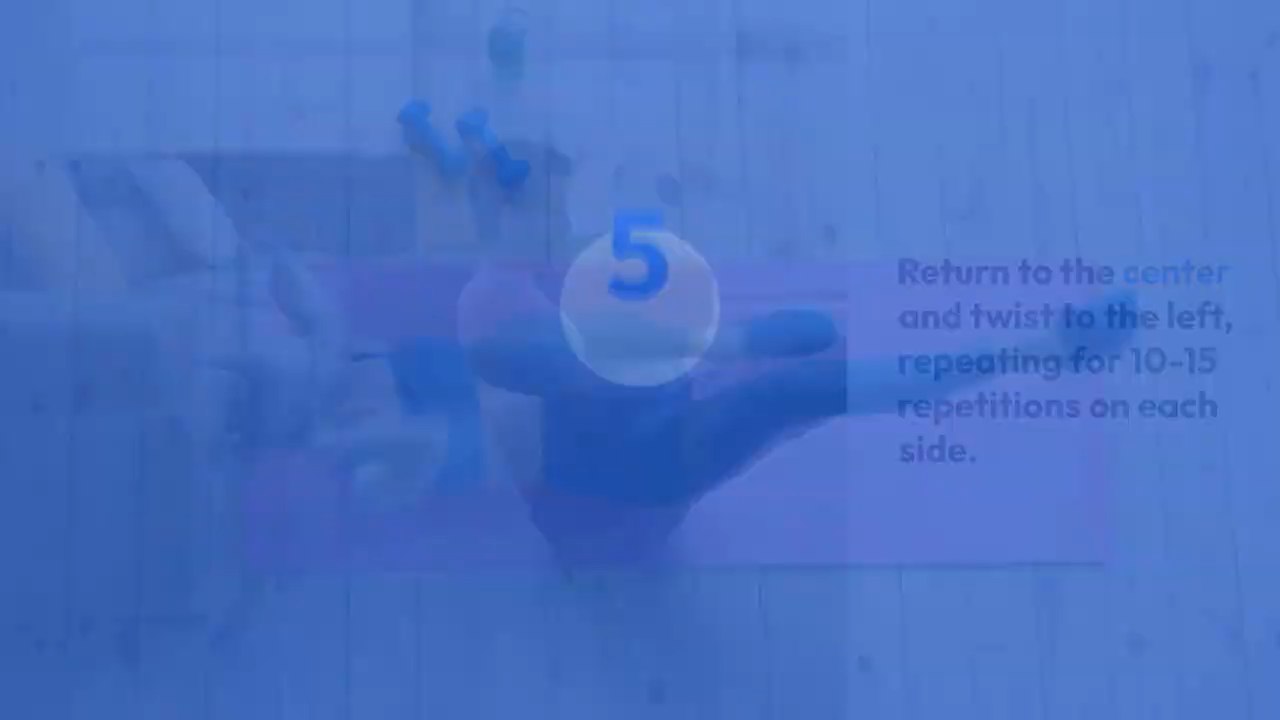 5
Return to the center
and twist to the left,
repeating for 10-15
repetitions on each
side.